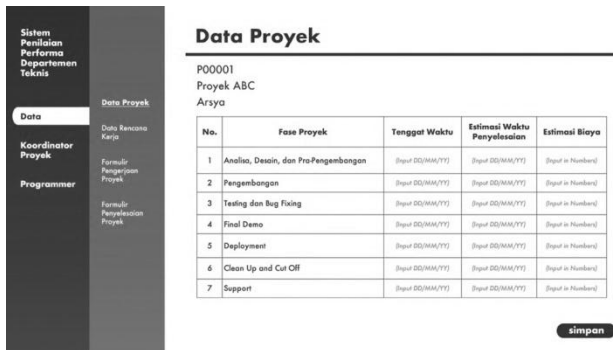 Sistem
Penilaian
Performa
Departemen
Teknis
Data
Koordinator
Proyek
Programmer
Data Proyek
Data Rencana
Kerja
Formulir
Pengerjaan
Proyek
Formulir
Penyelesaian
Proyek
Data Proyek
P00001
Proyek ABC
Arsya
No. Fase Proyek Tenggat Waktu Estimasi Waktu Penyelesaian Estimasi Biaya
1 Analisa, Desain, dan Pra-Pengembangan (Input DD/MM/YY) (Input DD/MM/YY) (Input in Numbers)
2 Pengembangan (Input DD/MM/YY) (Input DD/MM/YY) (Input in Numbers)
3 Testing dan Bug Fixing (Input DD/MM/YY) (Input DD/MM/YY) (Input in Numbers)
4 Final Demo (Input DD/MM/YY) (Input DD/MM/YY) (Input in Numbers)
5 Deployment (Input DD/MM/YY) (Input DD/MM/YY) (Input in Numbers)
6 Clean Up and Cut Off (Input DD/MM/YY) (Input DD/MM/YY) (Input in Numbers)
7 Support (Input DD/MM/YY) (Input DD/MM/YY) (Input in Numbers)
simpan